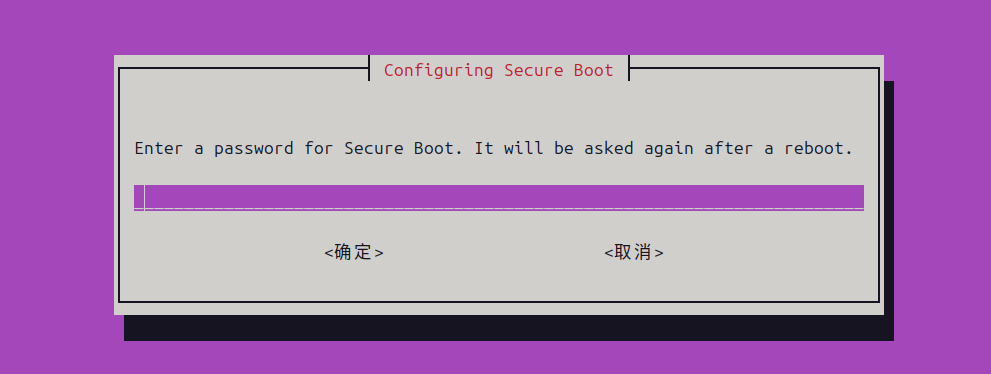 Configuring Secure Boot
Enter a password for Secure Boot. It will be asked again after a reboot.
<确定> <取消>